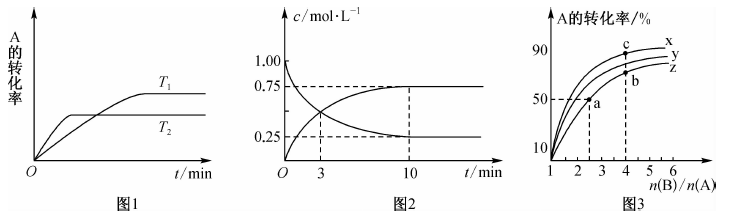 A的转化率
T₁
T₂
O
t/min
图1
c/mol·L⁻¹
1.00
0.75
0.25
0
3
10
t/min
图2
A的转化率/%
90
50
10
x
y
z
c
b
a
1 2 3 4 5 6
n(B)/n(A)
图3